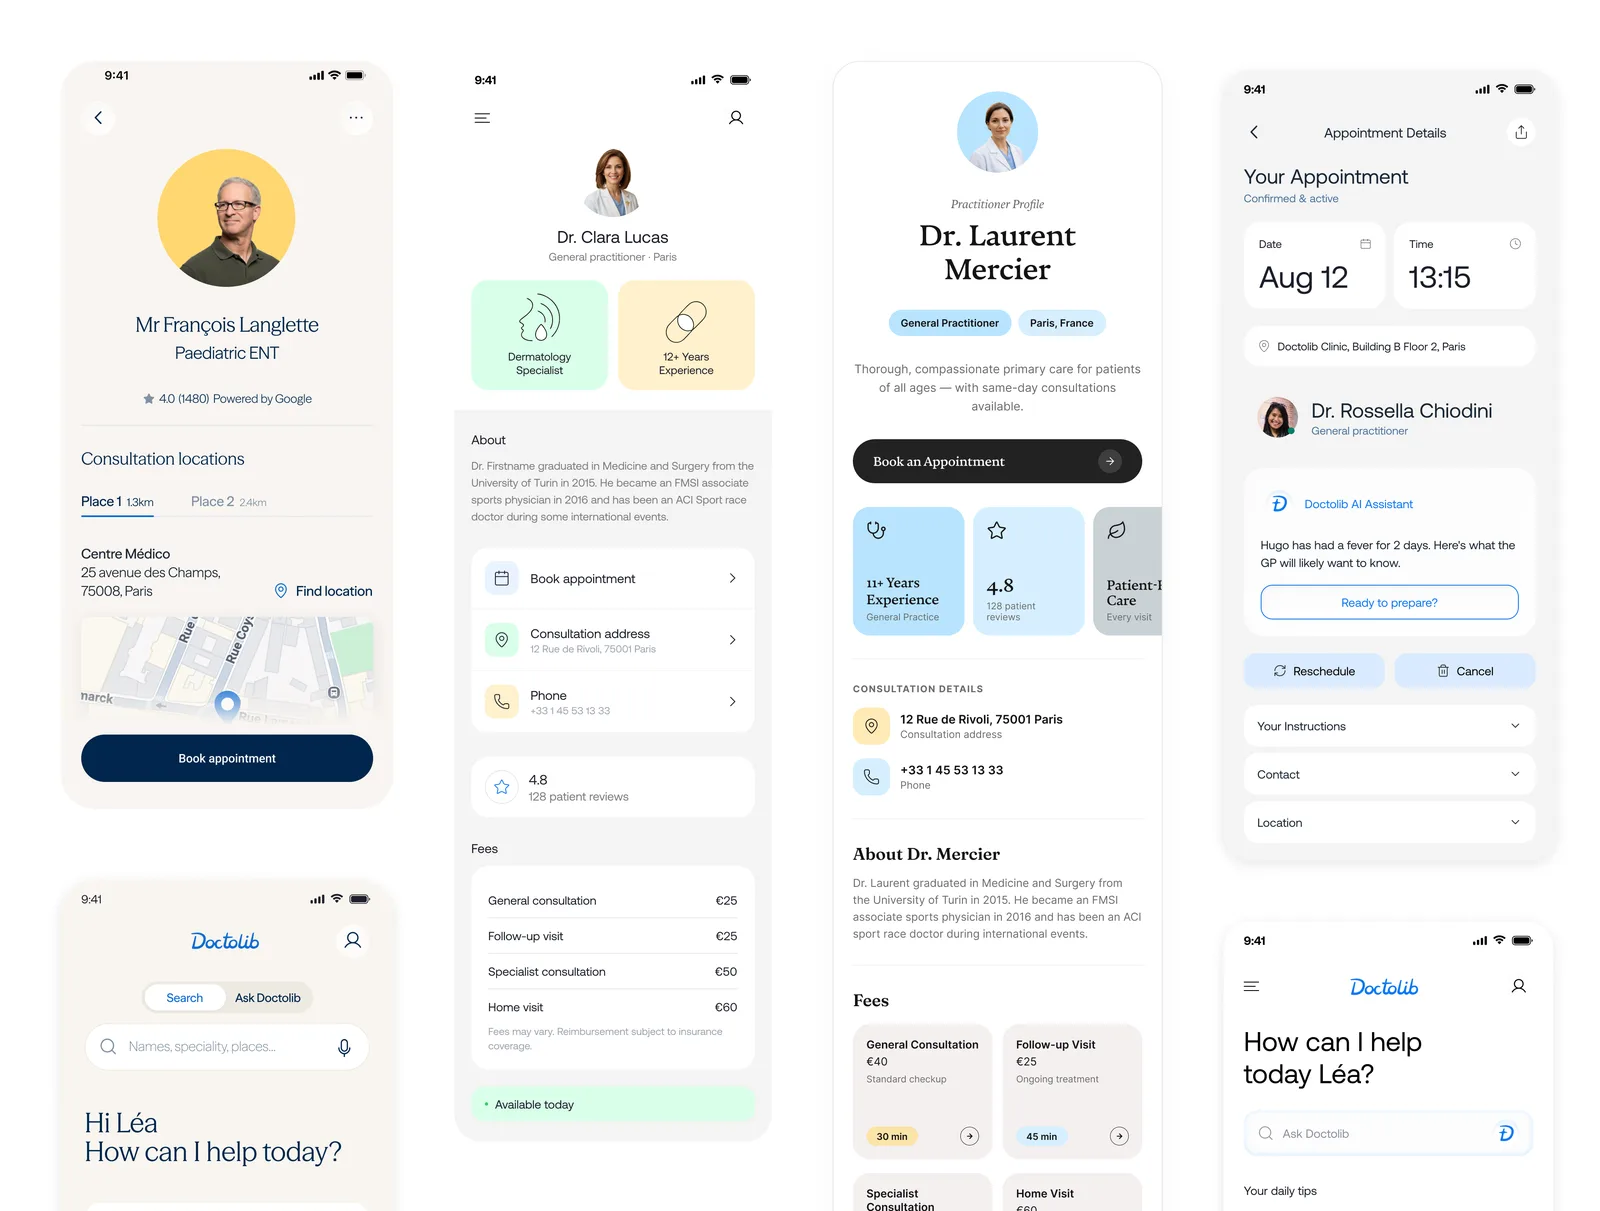 9:41
Mr François Langlette
Paediatric ENT
4.0 (1480) Powered by Google
Consultation locations
Place 1 1.3km
Place 2 2.4km
Centre Médico
25 avenue des Champs,
75008, Paris
Find location
Rue
Rue Coys
marck
Book appointment
9:41
Doctolib
Search
Ask Doctolib
Names, speciality, places...
Hi Léa
How can I help today?
9:41
Dr. Clara Lucas
General practitioner · Paris
Dermatology
Specialist
12+ Years
Experience
About
Dr. Firstname graduated in Medicine and Surgery from the
University of Turin in 2015. He became an FMSI associate
sports physician in 2016 and has been an ACI Sport race
doctor during some international events.
Book appointment
Consultation address
12 Rue de Rivoli, 75001 Paris
Phone
+33 1 45 53 13 33
4.8
128 patient reviews
Fees
General consultation €25
Follow-up visit €25
Specialist consultation €50
Home visit €60
Fees may vary. Reimbursement subject to insurance
coverage.
Available today
Practitioner Profile
Dr. Laurent
Mercier
General Practitioner
Paris, France
Thorough, compassionate primary care for patients
of all ages — with same-day consultations
available.
Book an Appointment
11+ Years
Experience
General Practice
4.8
128 patient
reviews
Patient-
Care
Every visit
CONSULTATION DETAILS
12 Rue de Rivoli, 75001 Paris
Consultation address
+33 1 45 53 13 33
Phone
About Dr. Mercier
Dr. Laurent graduated in Medicine and Surgery from
the University of Turin in 2015. He became an FMSI
associate sports physician in 2016 and has been an ACI
sport race doctor during international events.
Fees
General Consultation
€40
Standard checkup
30 min
Follow-up Visit
€25
Ongoing treatment
45 min
Specialist
Consultation
Home Visit
€60
9:41
Appointment Details
Your Appointment
Confirmed & active
Date
Aug 12
Time
13:15
Doctolib Clinic, Building B Floor 2, Paris
Dr. Rossella Chiodini
General practitioner
Doctolib AI Assistant
Hugo has had a fever for 2 days. Here's what the
GP will likely want to know.
Ready to prepare?
Reschedule
Cancel
Your Instructions
Contact
Location
9:41
Doctolib
How can I help
today Léa?
Ask Doctolib
Your daily tips